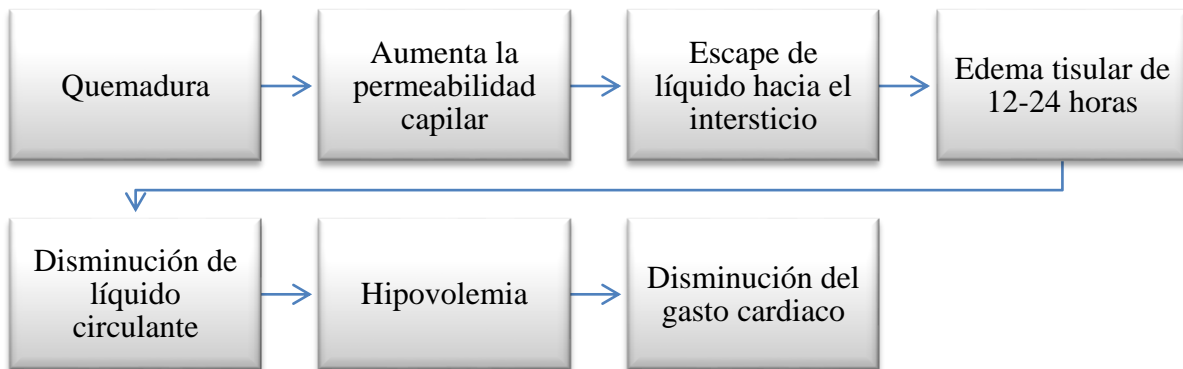 Quemadura
Aumenta la
permeabilidad
capilar
Escape de
líquido hacia el
intersticio
Edema tisular de
12-24 horas
Disminución de
líquido
circulante
Hipovolemia
Disminución del
gasto cardiaco